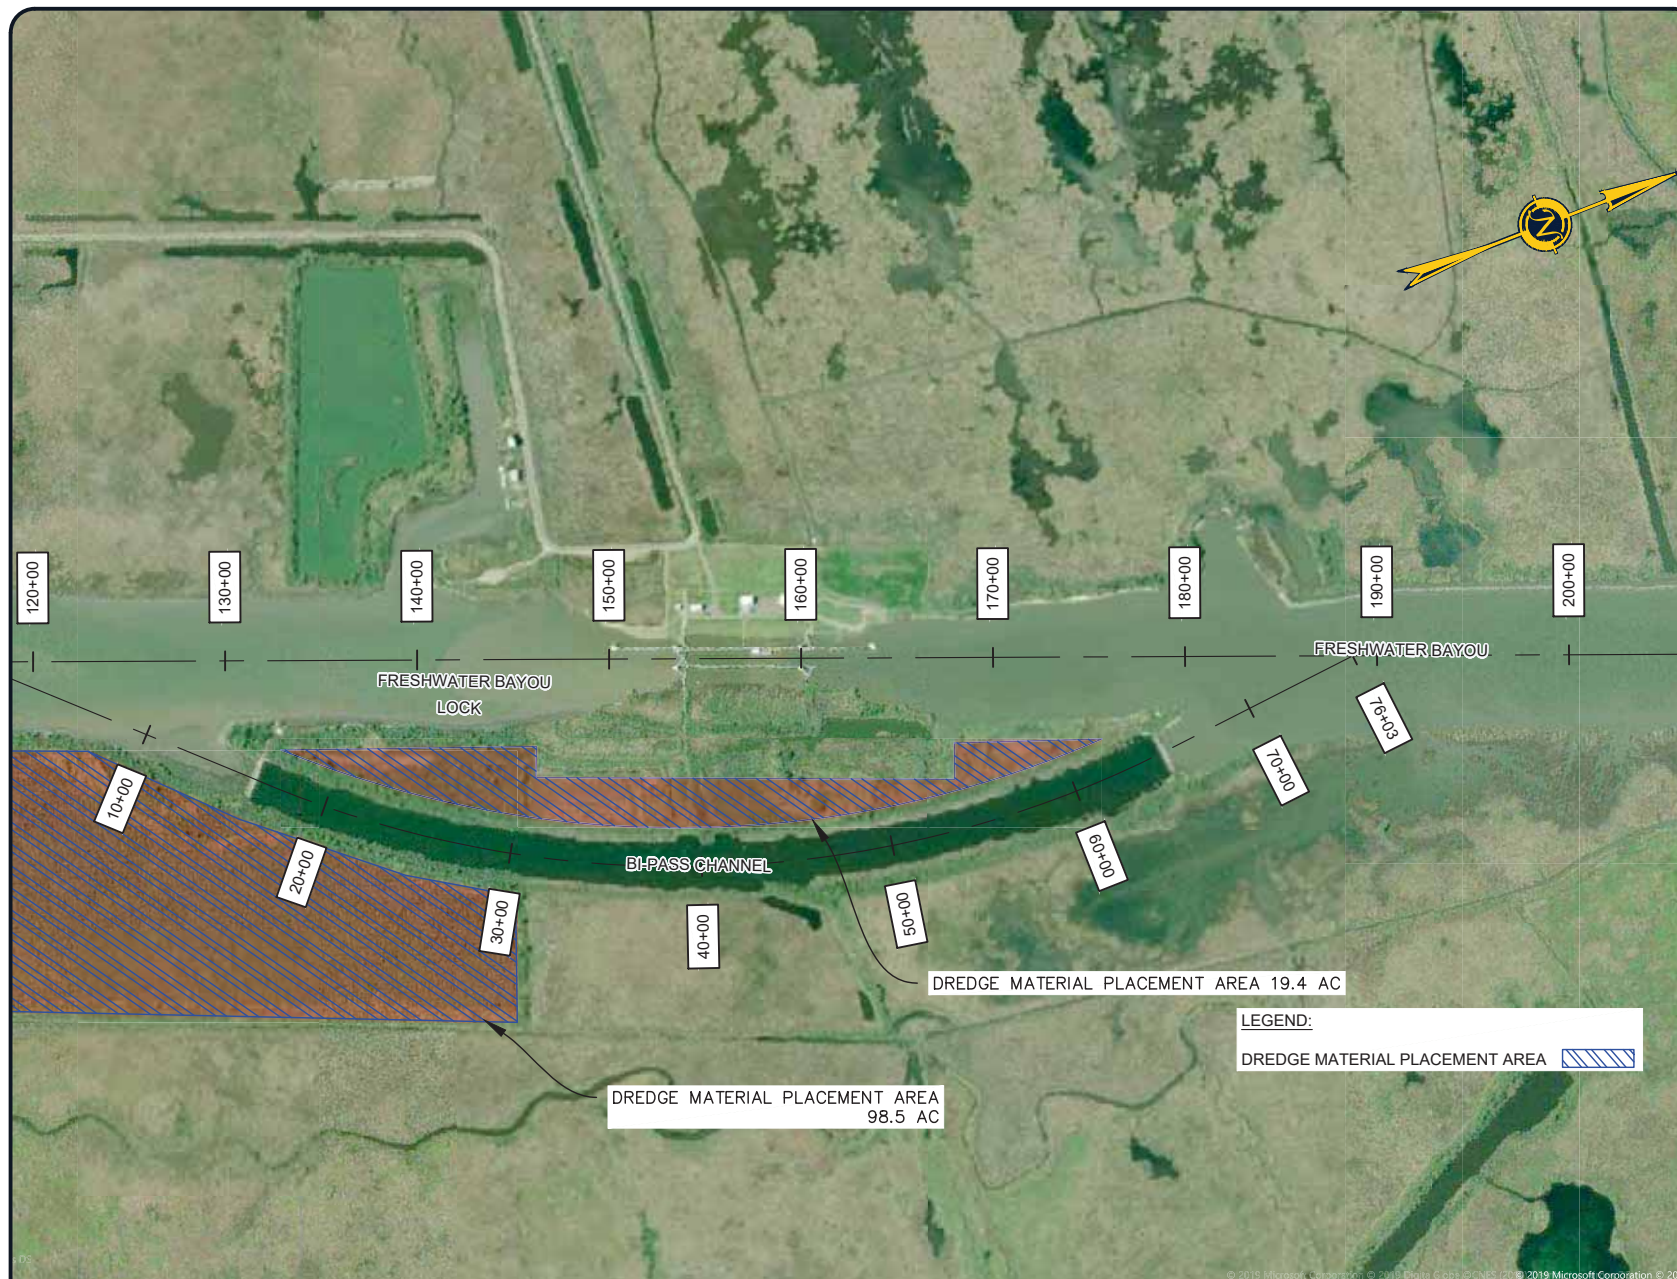 N
120+00
130+00
140+00
150+00
160+00
170+00
180+00
190+00
200+00
FRESHWATER BAYOU
FRESHWATER BAYOU
LOCK
76+03
70+00
10+00
20+00
30+00
BI-PASS CHANNEL
40+00
50+00
60+00
DREDGE MATERIAL PLACEMENT AREA 19.4 AC
LEGEND:
DREDGE MATERIAL PLACEMENT AREA
DREDGE MATERIAL PLACEMENT AREA
98.5 AC
© 2019 Microsoft Corporation